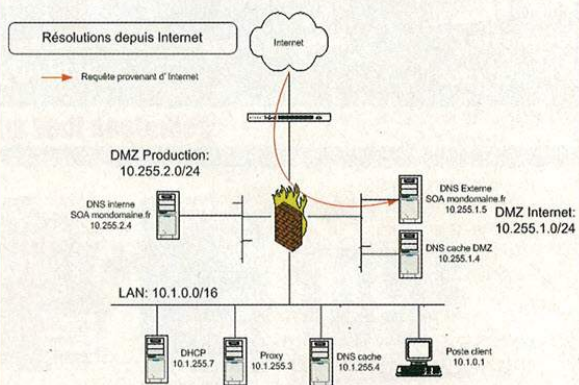 Résolutions depuis Internet
Internet
Requête provenant d' Internet
DMZ Production:
10.255.2.0/24
DNS interne
SOA mondomaine.fr
10.255.2.4
DNS Externe
SOA mondomaine.fr
10.255.1.5
DMZ Internet:
10.255.1.0/24
DNS cache DMZ
10.255.1.4
LAN: 10.1.0.0/16
DHCP
10.1.255.7
Proxy
10.1.255.3
DNS cache
10.1.255.4
Poste client
10.1.0.1